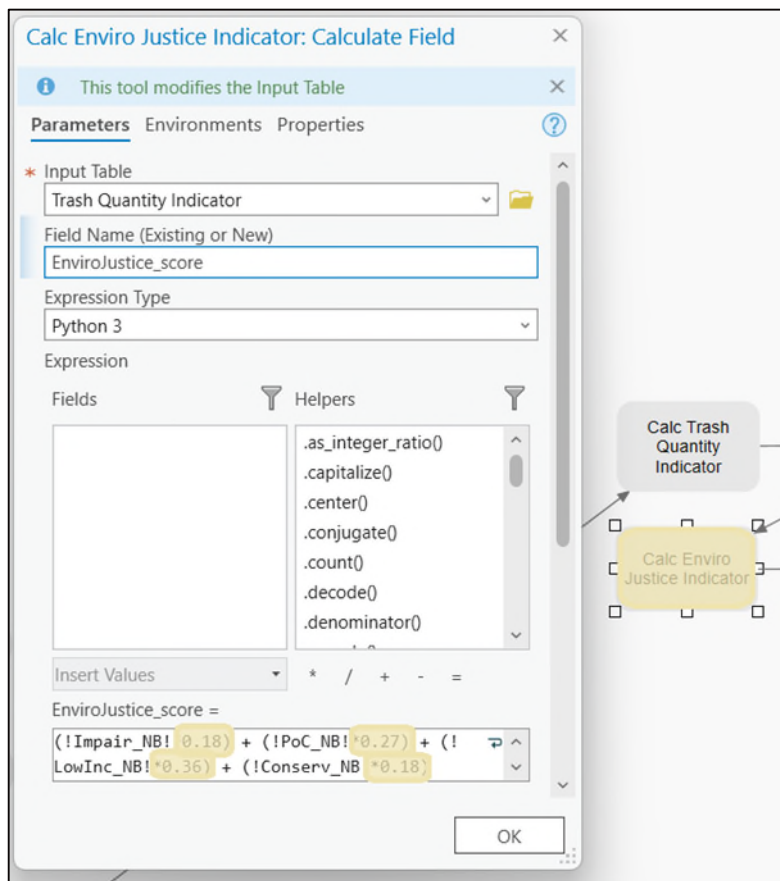 Calc Enviro Justice Indicator: Calculate Field
This tool modifies the Input Table
Parameters Environments Properties
* Input Table
Trash Quantity Indicator
Field Name (Existing or New)
EnviroJustice_score
Expression Type
Python 3
Expression
Fields
Helpers
.as_integer_ratio()
.capitalize()
.center()
.conjugate()
.count()
.decode()
.denominator()
Insert Values
* / + - =
EnviroJustice_score =
(!Impair_NB! 0.18) + (!PoC_NB!*0.27) + (!
LowInc_NB!*0.36) + (!Conserv_NB *0.18)
OK
Calc Trash
Quantity
Indicator
Calc Enviro
Justice Indicator